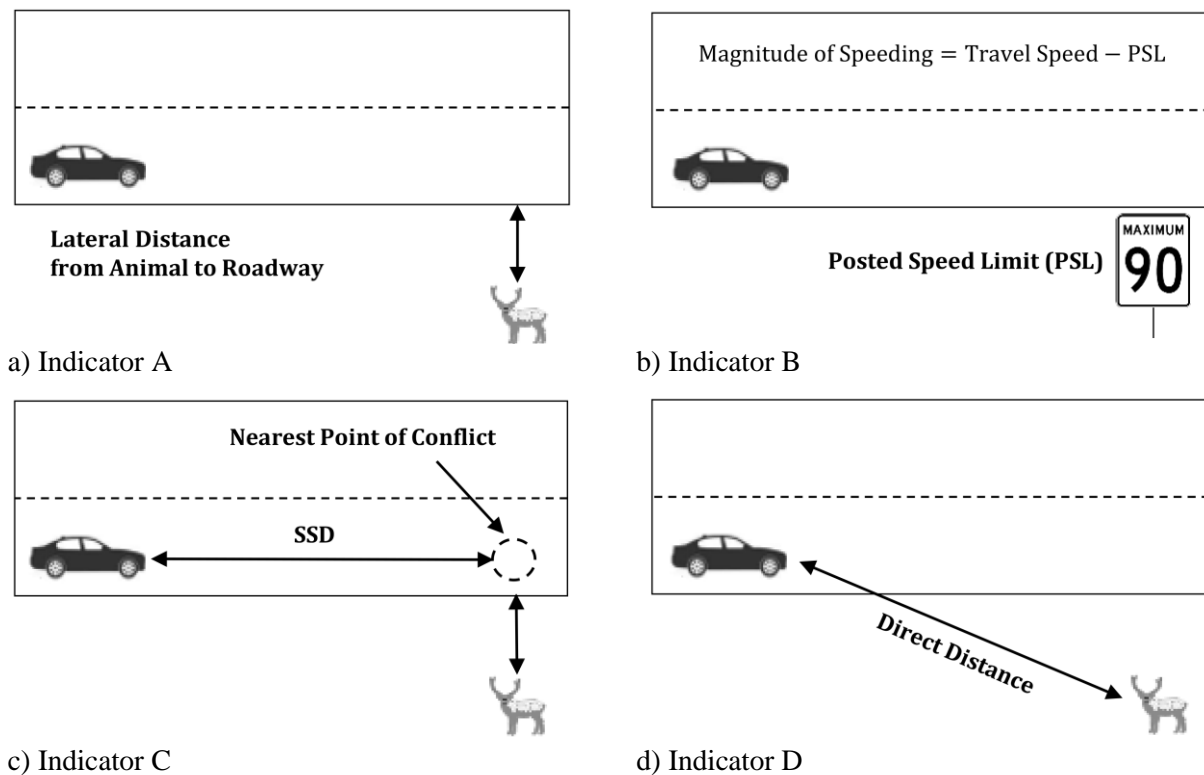 Lateral Distance
from Animal to Roadway
a) Indicator A
Magnitude of Speeding = Travel Speed − PSL
Posted Speed Limit (PSL)
MAXIMUM
90
b) Indicator B
Nearest Point of Conflict
SSD
c) Indicator C
Direct Distance
d) Indicator D